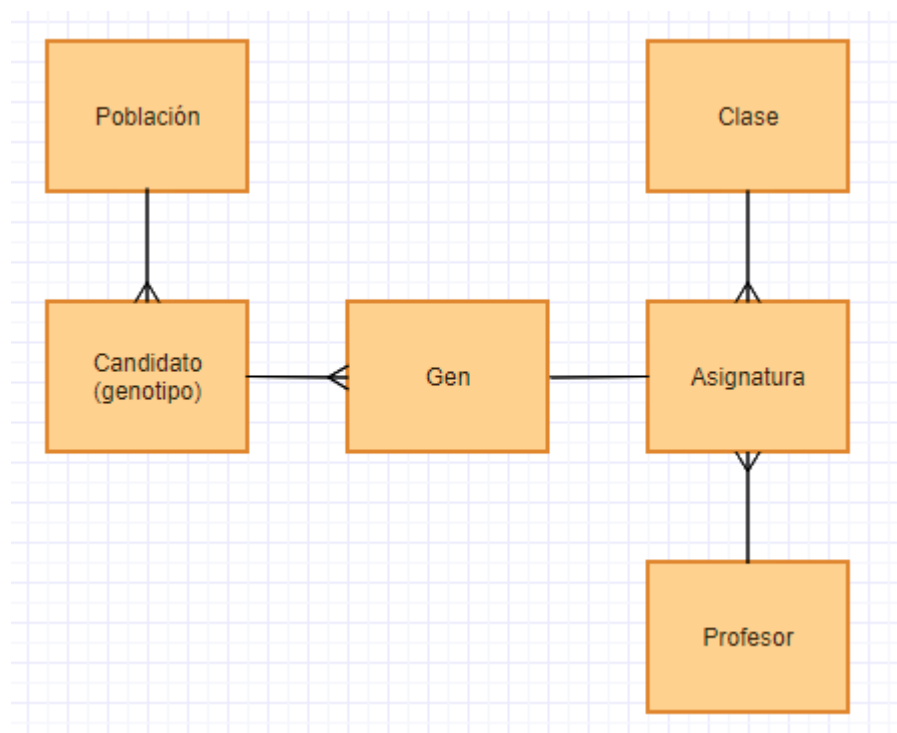 Población
Clase
Candidato
(genotipo)
Gen
Asignatura
Profesor